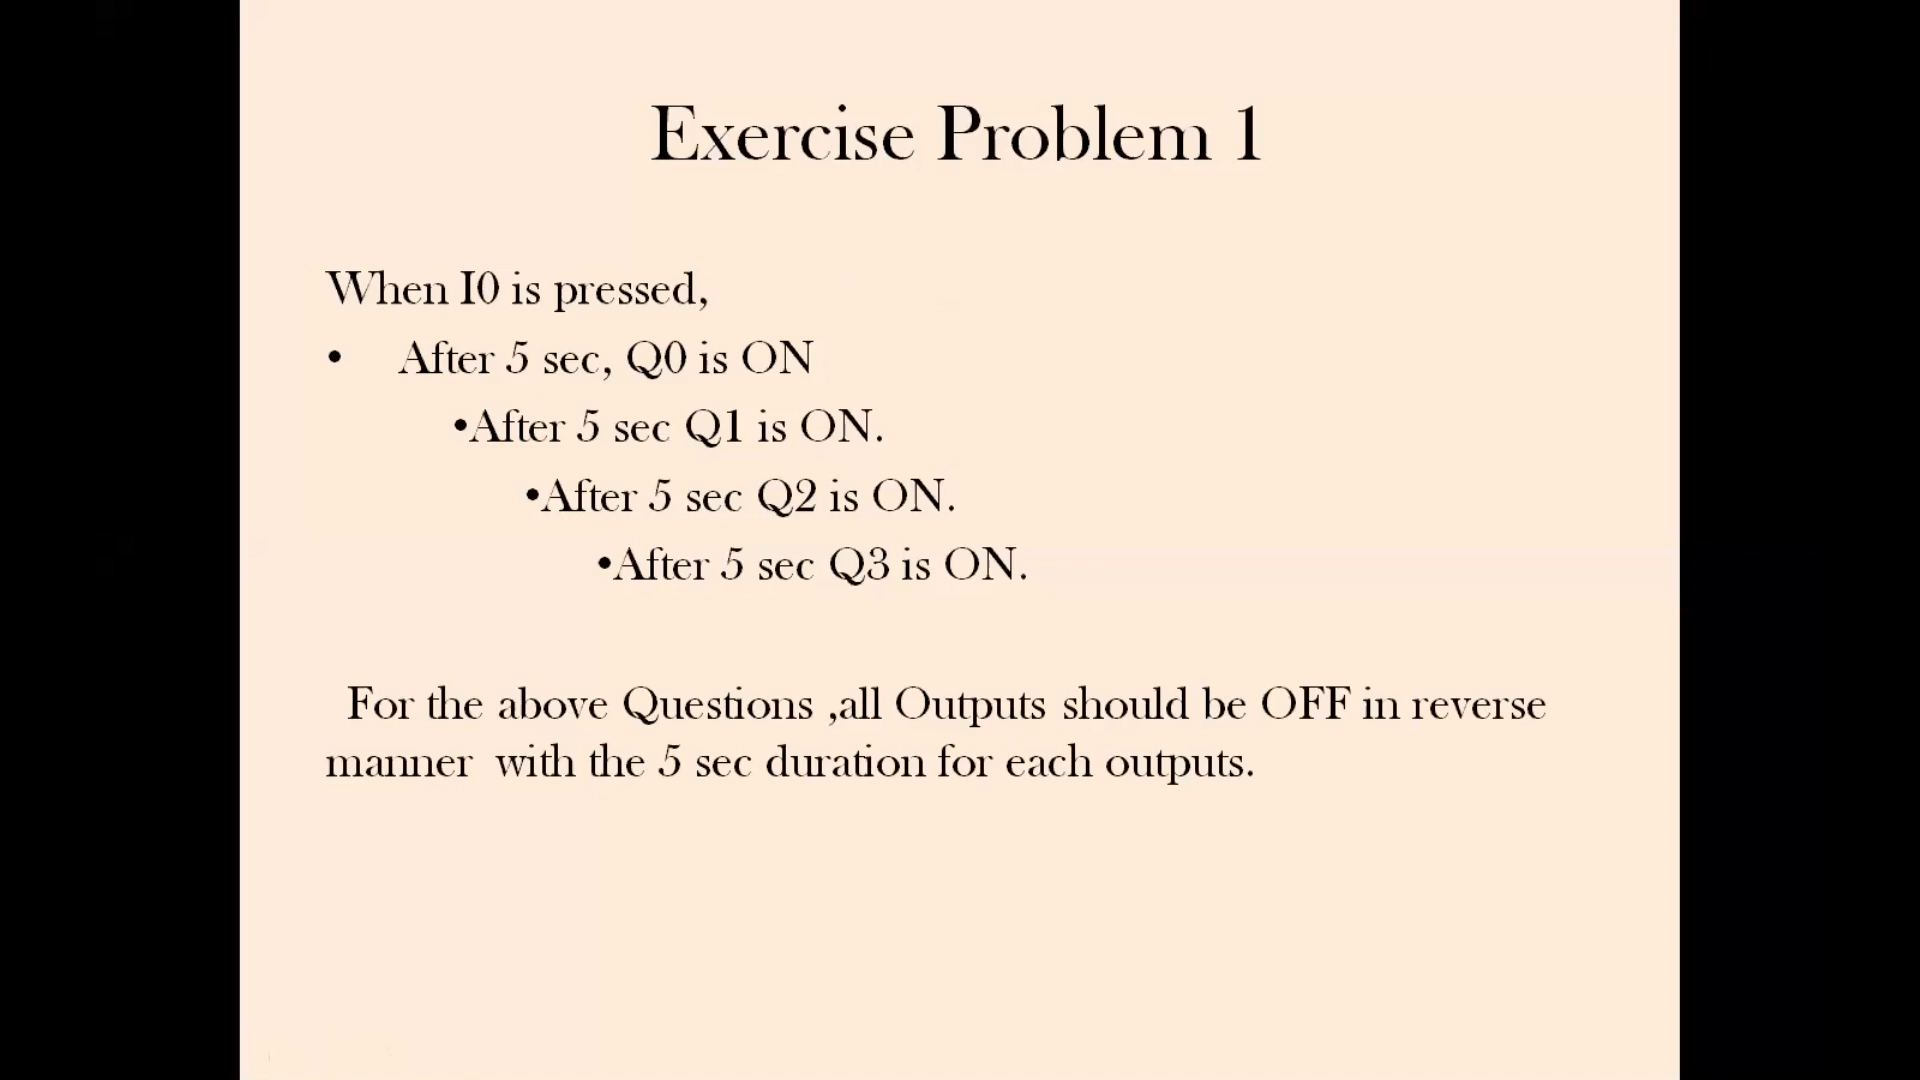 Exercise Problem 1
When I0 is pressed,
• After 5 sec, Q0 is ON
•After 5 sec Q1 is ON.
•After 5 sec Q2 is ON.
•After 5 sec Q3 is ON.
For the above Questions ,all Outputs should be OFF in reverse
manner with the 5 sec duration for each outputs.